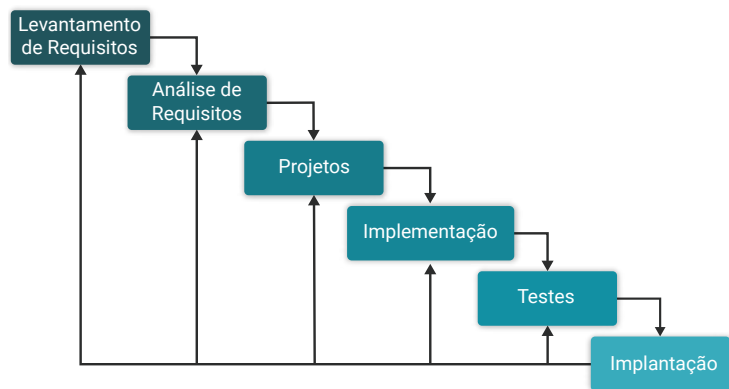 Levantamento
de Requisitos
Análise de
Requisitos
Projetos
Implementação
Testes
Implantação